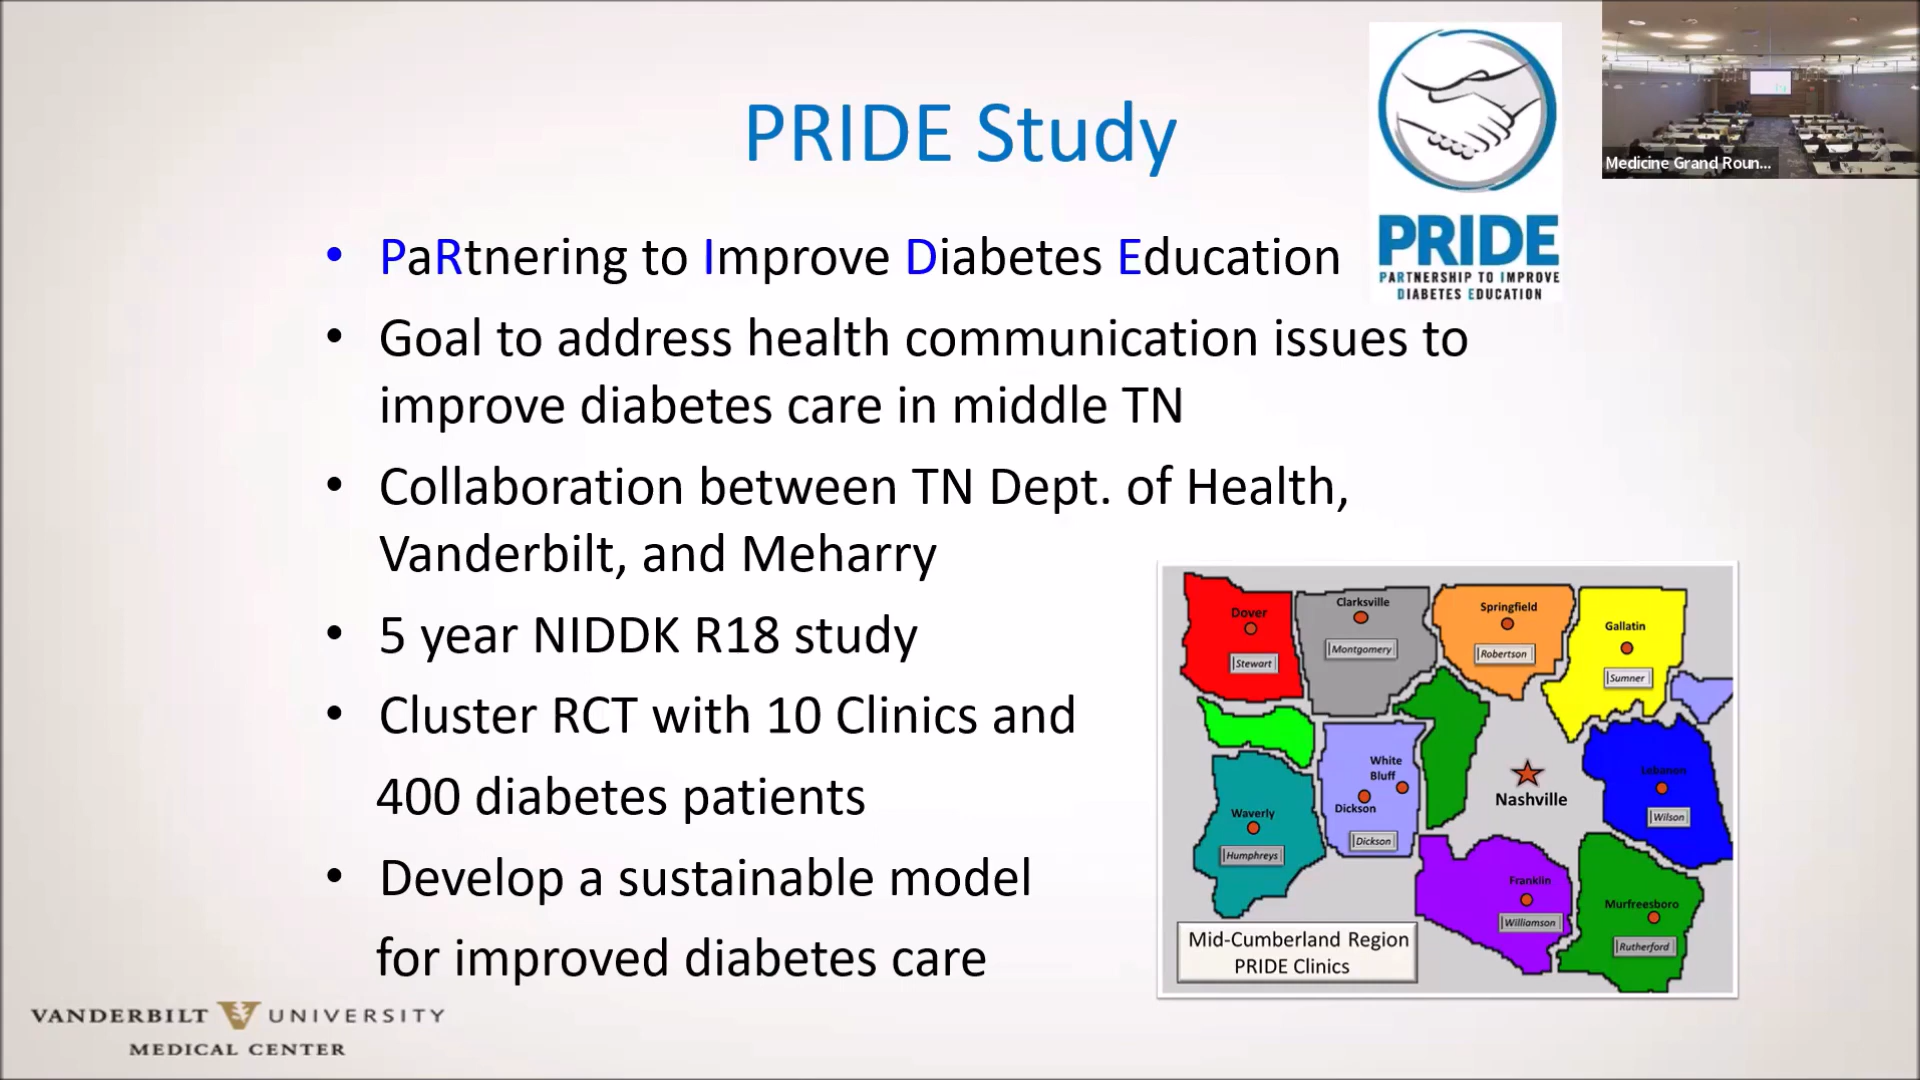 PRIDE Study
PRIDE
PARTNERSHIP TO IMPROVE
DIABETES EDUCATION
Medicine Grand Roun...
• PaRtnering to Improve Diabetes Education
• Goal to address health communication issues to
improve diabetes care in middle TN
• Collaboration between TN Dept. of Health,
Vanderbilt, and Meharry
• 5 year NIDDK R18 study
• Cluster RCT with 10 Clinics and
400 diabetes patients
• Develop a sustainable model
for improved diabetes care
Dover
Stewart
Clarksville
Montgomery
Springfield
Robertson
Gallatin
Sumner
White
Bluff
Dickson
Dickson
Nashville
Lebanon
Wilson
Waverly
Humphreys
Franklin
Williamson
Murfreesboro
Rutherford
Mid-Cumberland Region
PRIDE Clinics
VANDERBILT UNIVERSITY
MEDICAL CENTER